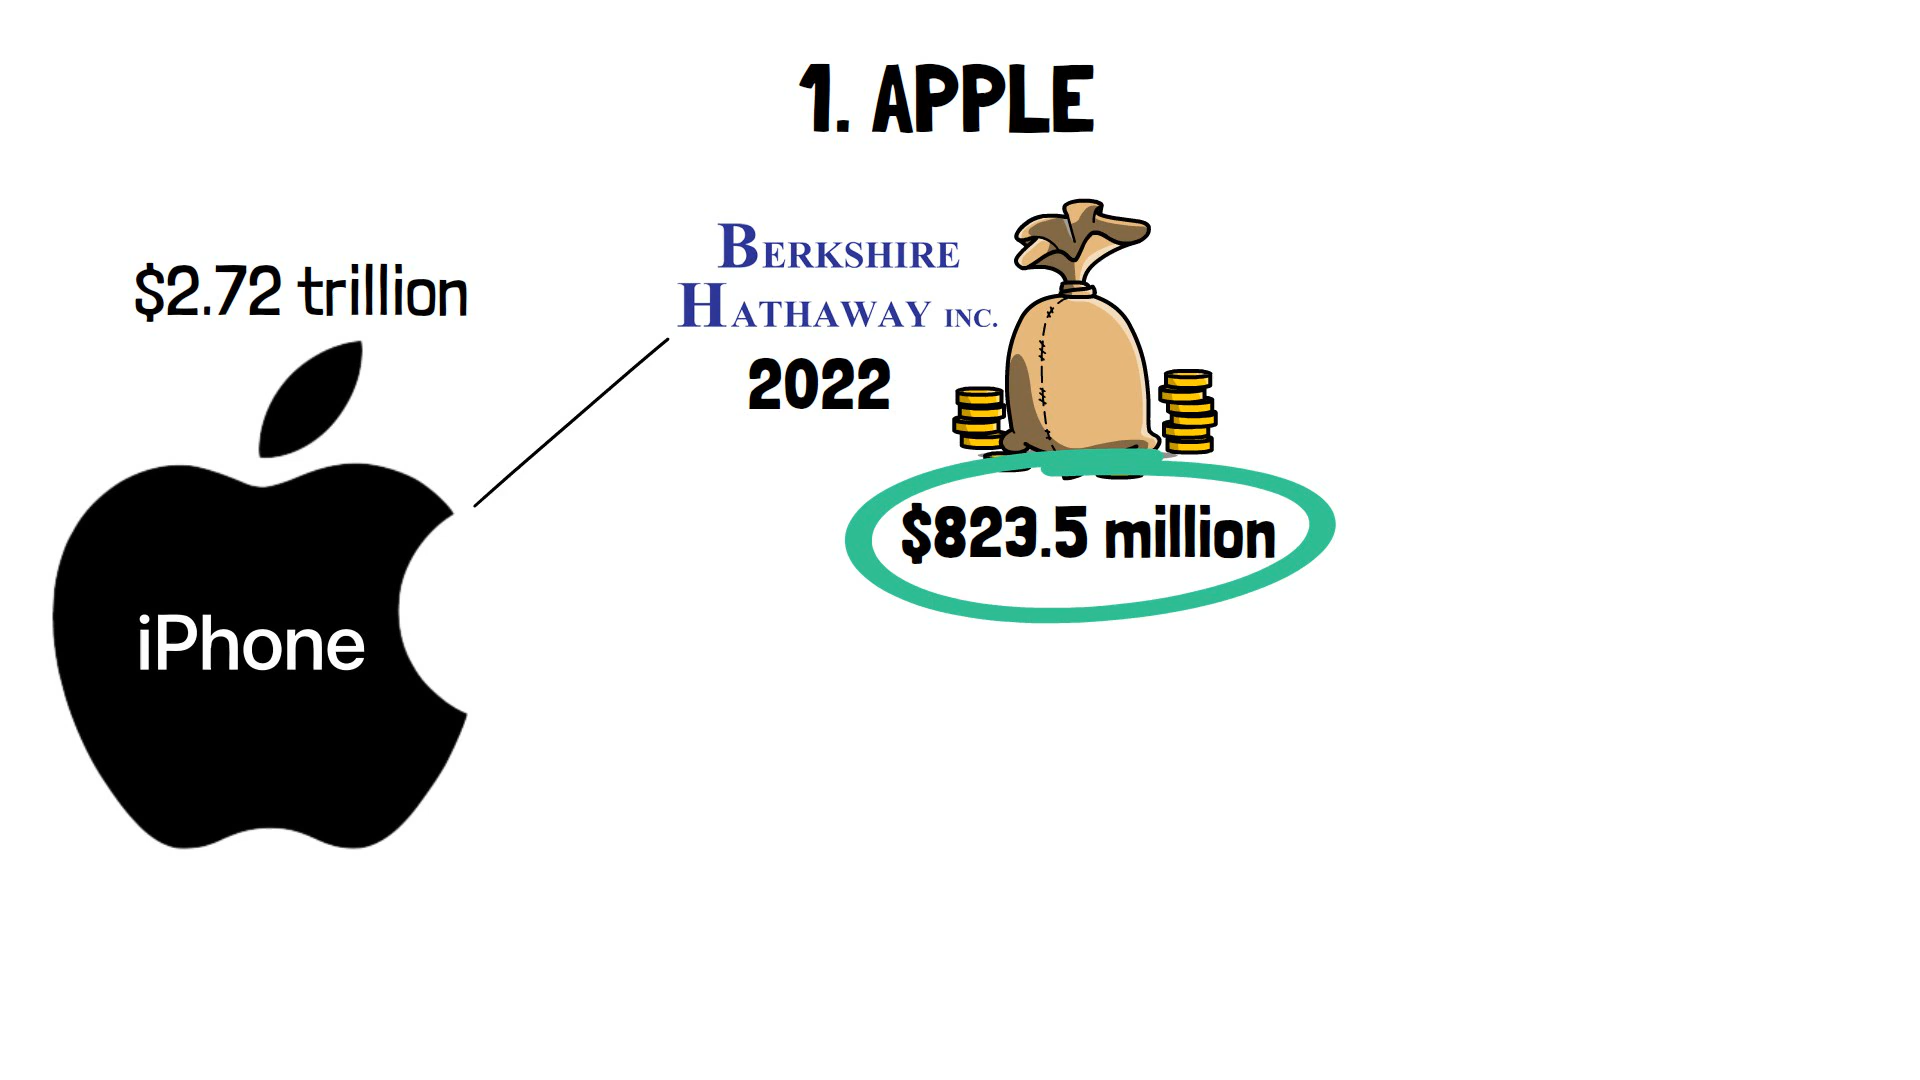 1. APPLE
$2.72 trillion
BERKSHIRE
HATHAWAY INC.
2022
$823.5 million
iPhone